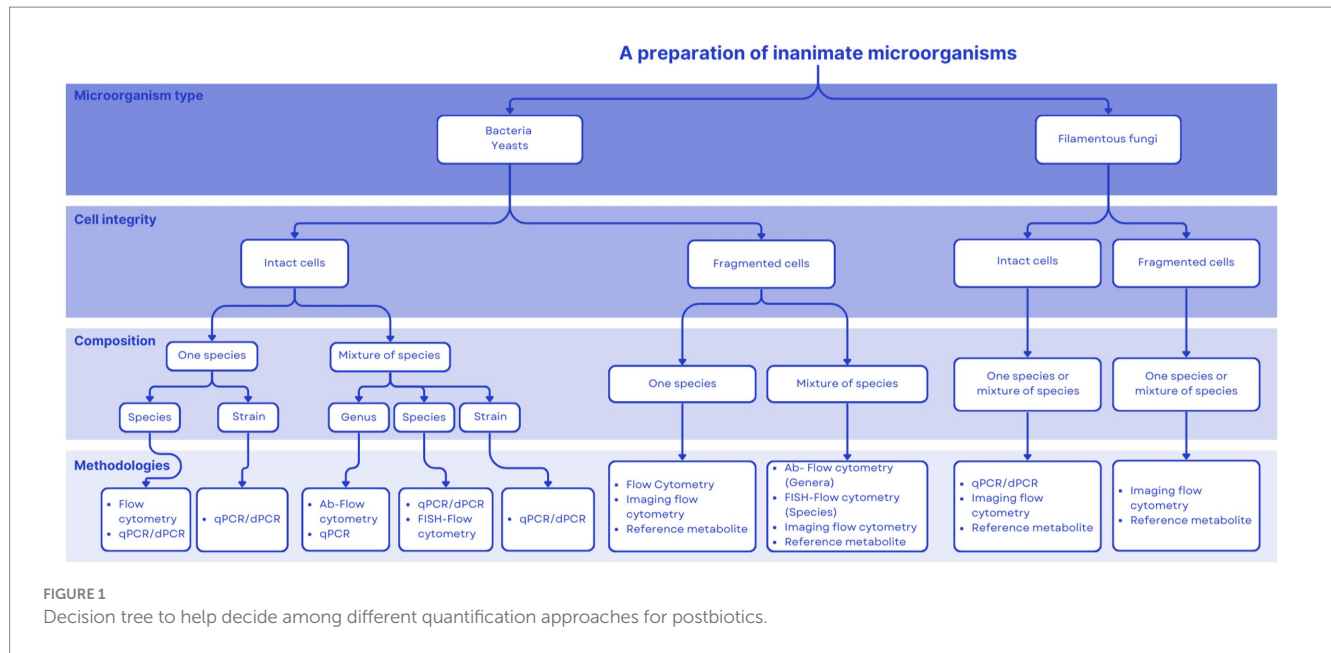 A preparation of inanimate microorganisms
Microorganism type
Bacteria
Yeasts
Filamentous fungi
Cell integrity
Intact cells
Fragmented cells
Intact cells
Fragmented cells
Composition
One species
Mixture of species
One species
Mixture of species
One species or
mixture of species
One species or
mixture of species
Species
Strain
Genus
Species
Strain
Methodologies
• Flow
cytometry
• qPCR/dPCR
• qPCR/dPCR
• Ab-Flow
cytometry
• qPCR
• qPCR/dPCR
• FISH-Flow
cytometry
• qPCR/dPCR
• Flow Cytometry
• Imaging flow
cytometry
• Reference metabolite
• Ab- Flow cytometry
(Genera)
• FISH-Flow cytometry
(Species)
• Imaging flow cytometry
• Reference metabolite
• qPCR/dPCR
• Imaging flow
cytometry
• Reference metabolite
• Imaging flow
cytometry
• Reference metabolite
FIGURE 1
Decision tree to help decide among different quantification approaches for postbiotics.